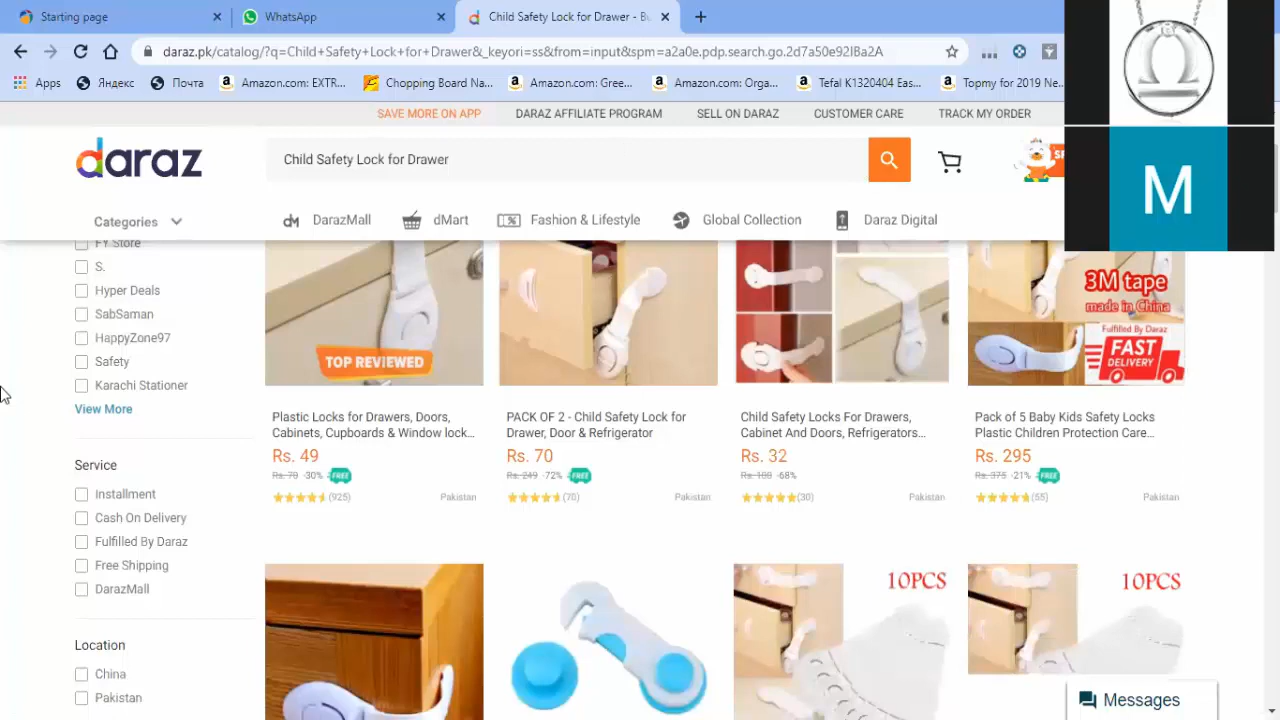 Starting page
WhatsApp
Child Safety Lock for Drawer - B
daraz.pk/catalog/?q=Child+Safety+Lock+for+Drawer&_keyori=ss&from=input&spm=a2a0e.pdp.search.go.2d7a50e92IBa2A
Apps
Яндекс
Почта
Amazon.com: EXTR...
Chopping Board Ne...
Amazon.com: Gree...
Amazon.com: Orga...
Tefal K1320404 Eas...
Topmy for 2019 Ne
SAVE MORE ON
DARAZ AFFILIATE PROGRAM
SELL ON DARAZ
CUSTOMER CARE
TRACK MY ORDER
daraz
Child Safety Lock for Drawer
M
Categories
DarazMall
dMart
Fashion & Lifestyle
Global Collection
Daraz Digital
FY Store
S.
Hyper Deals
SabSaman
HappyZone97
Safety
Karachi Stationer
View More
TOP REVIEWED
3M tape
made in China
Fulfilled By Daraz
FAST
DELIVERY
Plastic Locks for Drawers, Doors,
Cabinets, Cupboards & Window lock...
Rs. 49
Rs. 70 -30% FREE
(925) Pakistan
PACK OF 2 - Child Safety Lock for
Drawer, Door & Refrigerator
Rs. 70
Rs. 249 -72% FREE
(70) Pakistan
Child Safety Locks For Drawers,
Cabinet And Doors, Refrigerators...
Rs. 32
Rs. 100 -68%
(30) Pakistan
Pack of 5 Baby Kids Safety Locks
Plastic Children Protection Care...
Rs. 295
Rs. 375 -21% FREE
(55) Pakistan
Service
Installment
Cash On Delivery
Fulfilled By Daraz
Free Shipping
DarazMall
Location
China
Pakistan
10PCS
10PCS
Messages